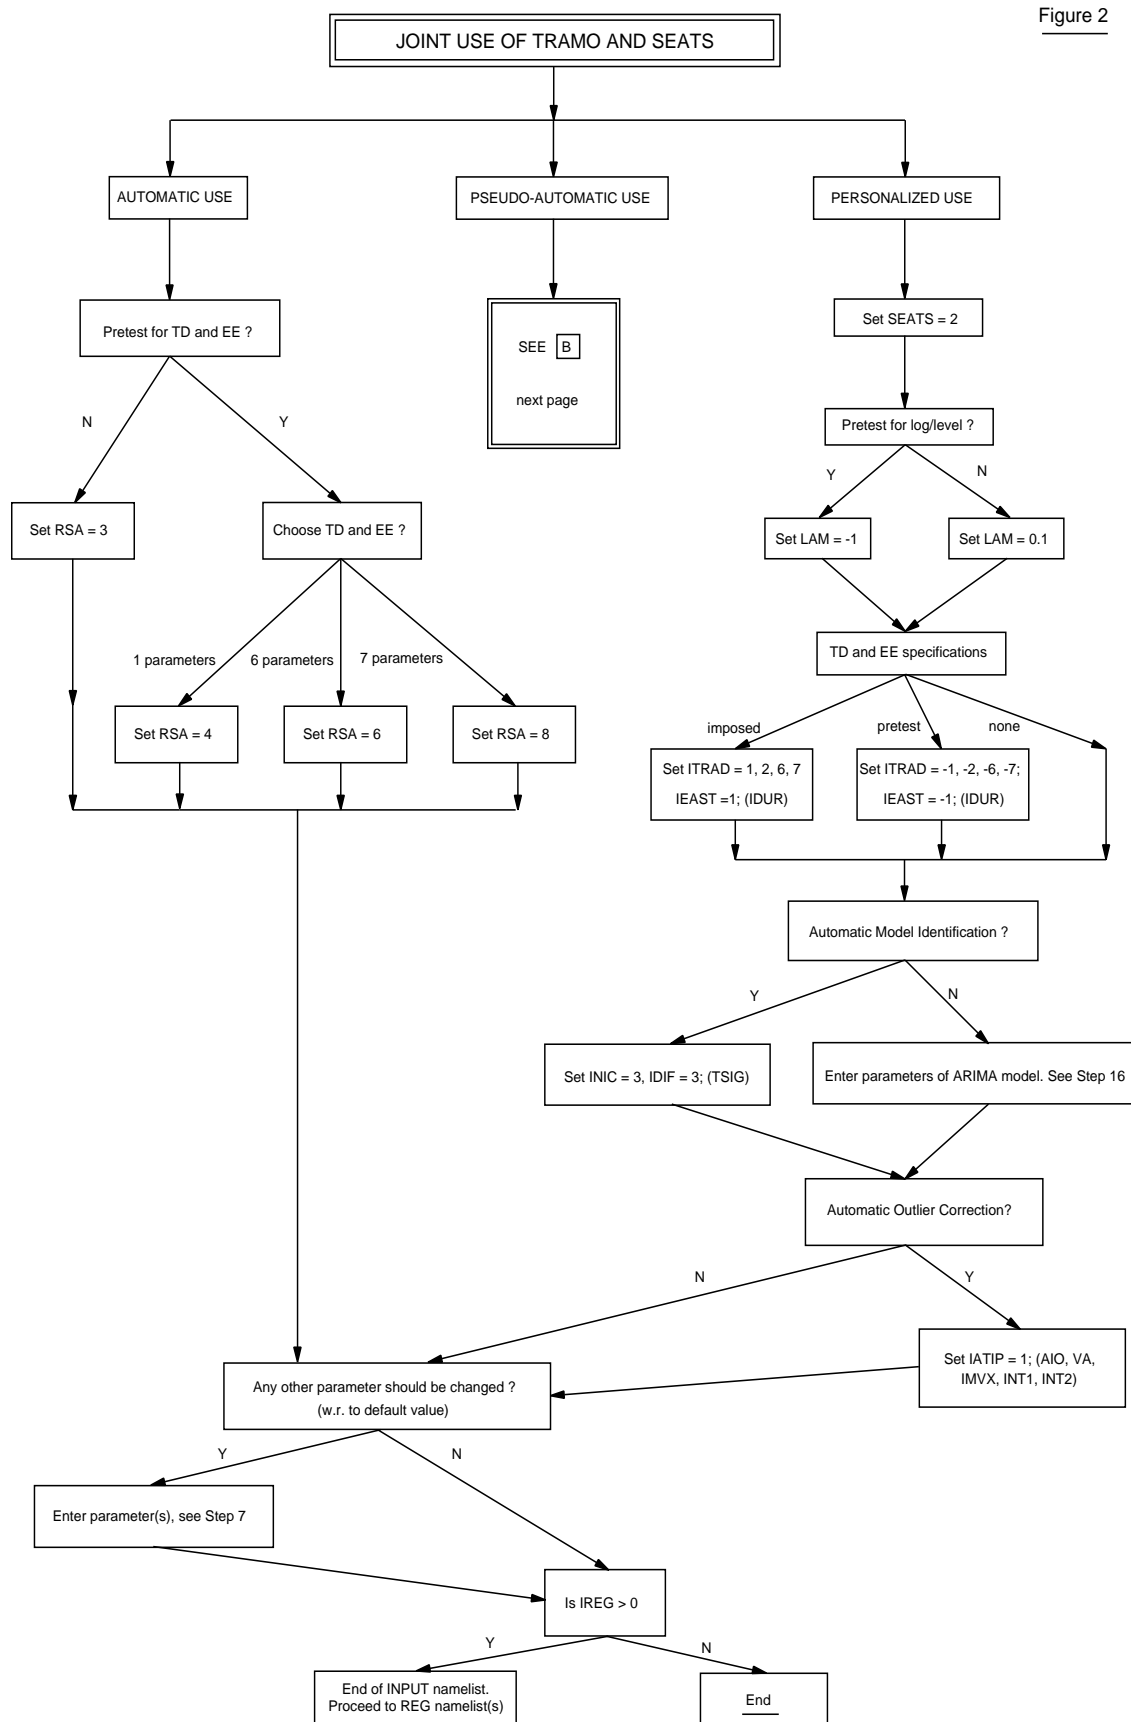 Figure 2
JOINT USE OF TRAMO AND SEATS
AUTOMATIC USE
PSEUDO-AUTOMATIC USE
PERSONALIZED USE
Pretest for TD and EE ?
SEE B
next page
Set SEATS = 2
N
Y
Pretest for log/level ?
Y
N
Set RSA = 3
Choose TD and EE ?
Set LAM = -1
Set LAM = 0.1
1 parameters
6 parameters
7 parameters
TD and EE specifications
Set RSA = 4
Set RSA = 6
Set RSA = 8
imposed
pretest
none
Set ITRAD = 1, 2, 6, 7
IEAST =1; (IDUR)
Set ITRAD = -1, -2, -6, -7;
IEAST = -1; (IDUR)
Automatic Model Identification ?
Y
N
Set INIC = 3, IDIF = 3; (TSIG)
Enter parameters of ARIMA model. See Step 16
Automatic Outlier Correction?
N
Y
Set IATIP = 1; (AIO, VA,
IMVX, INT1, INT2)
Any other parameter should be changed ?
(w.r. to default value)
Y
N
Enter parameter(s), see Step 7
Is IREG > 0
Y
N
End of INPUT namelist.
Proceed to REG namelist(s)
End